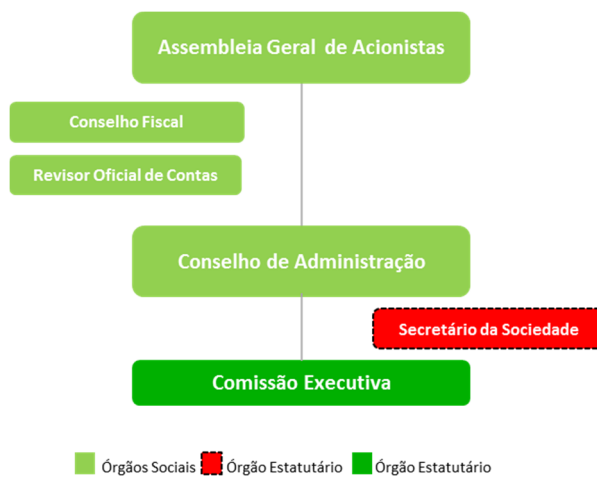 Assembleia Geral de Acionistas
Conselho Fiscal
Revisor Oficial de Contas
Conselho de Administração
Secretário da Sociedade
Comissão Executiva
Órgãos Sociais Órgão Estatutário Órgão Estatutário